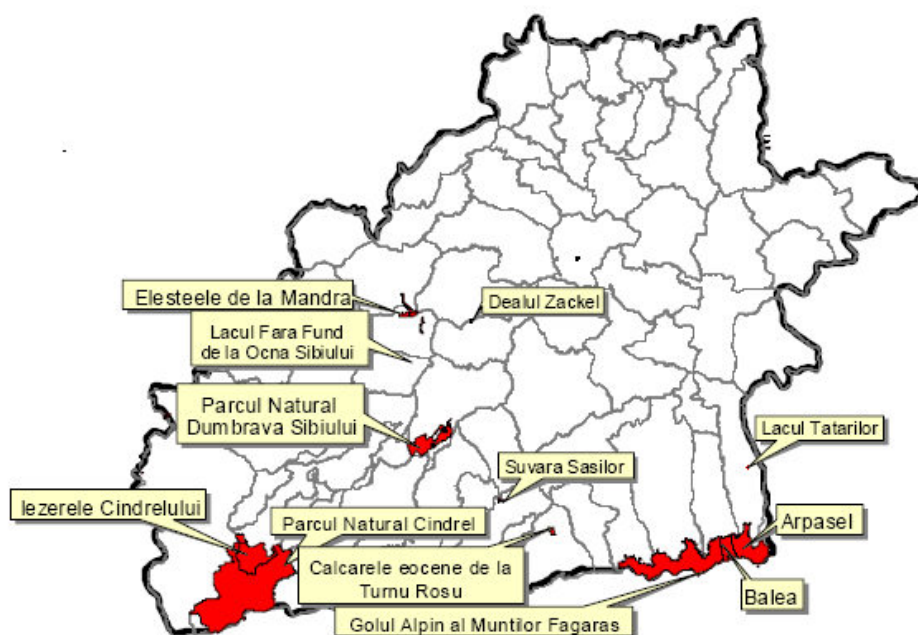 Elesteele de la Mandra
Dealul Zackel
Lacul Fara Fund
de la Ocna Sibiului
Parcul Natural
Dumbrava Sibiului
Lacul Tatarilor
Suvara Sasilor
Iezerele Cindrelului
Parcul Natural Cindrel
Arpasel
Calcarele eocene de la
Turnu Rosu
Balea
Golul Alpin al Muntilor Fagaras